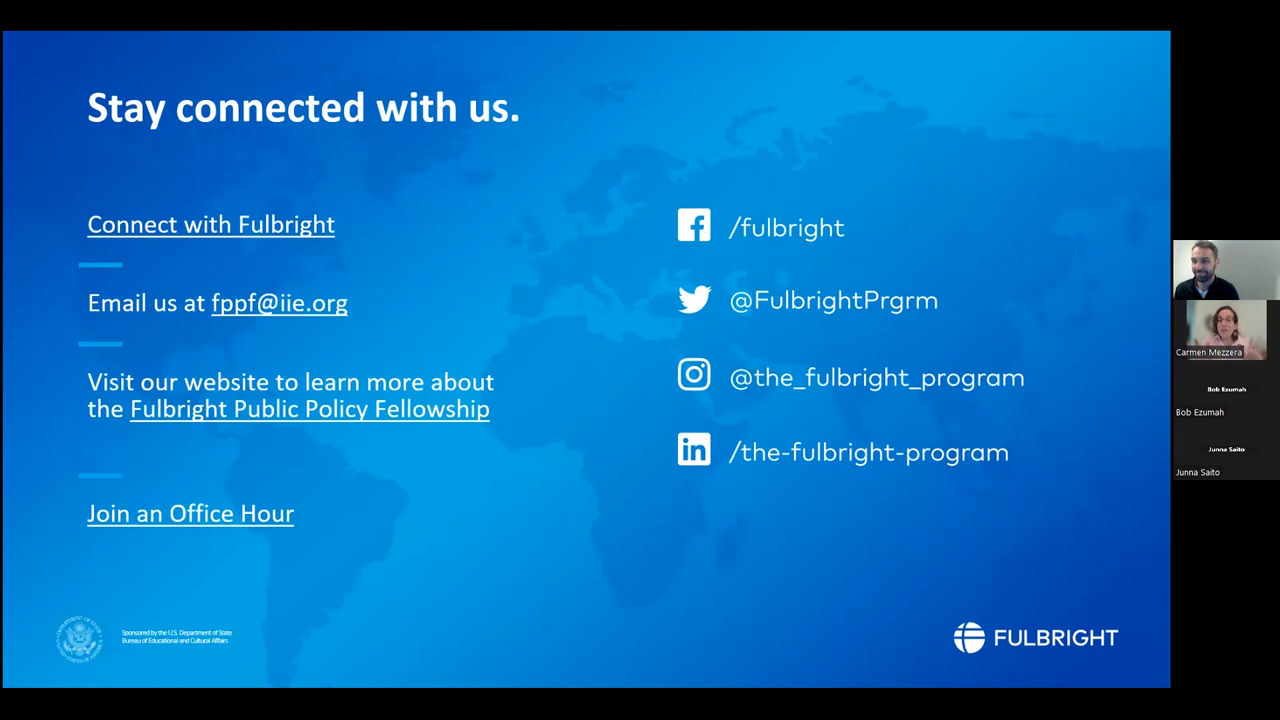 Stay connected with us.
Connect with Fulbright
Email us at fppf@iie.org
Visit our website to learn more about
the Fulbright Public Policy Fellowship
Join an Office Hour
/fulbright
@FulbrightPrgrm
@the_fulbright_program
/the-fulbright-program
Sponsored by the U.S. Department of State
Bureau of Educational and Cultural Affairs
FULBRIGHT
Carmen Mezzera
Bob Ezumah
Bob Ezumah
Junna Saito
Junna Saito